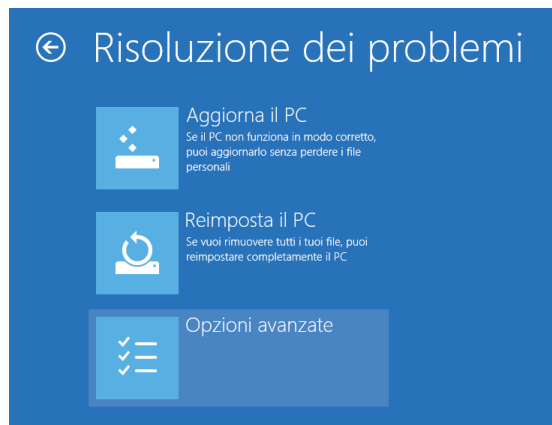 Risoluzione dei problemi
Aggiorna il PC
Se il PC non funziona in modo corretto,
puoi aggiornarlo senza perdere i file
personali
Reimposta il PC
Se vuoi rimuovere tutti i tuoi file, puoi
reimpostare completamente il PC
Opzioni avanzate